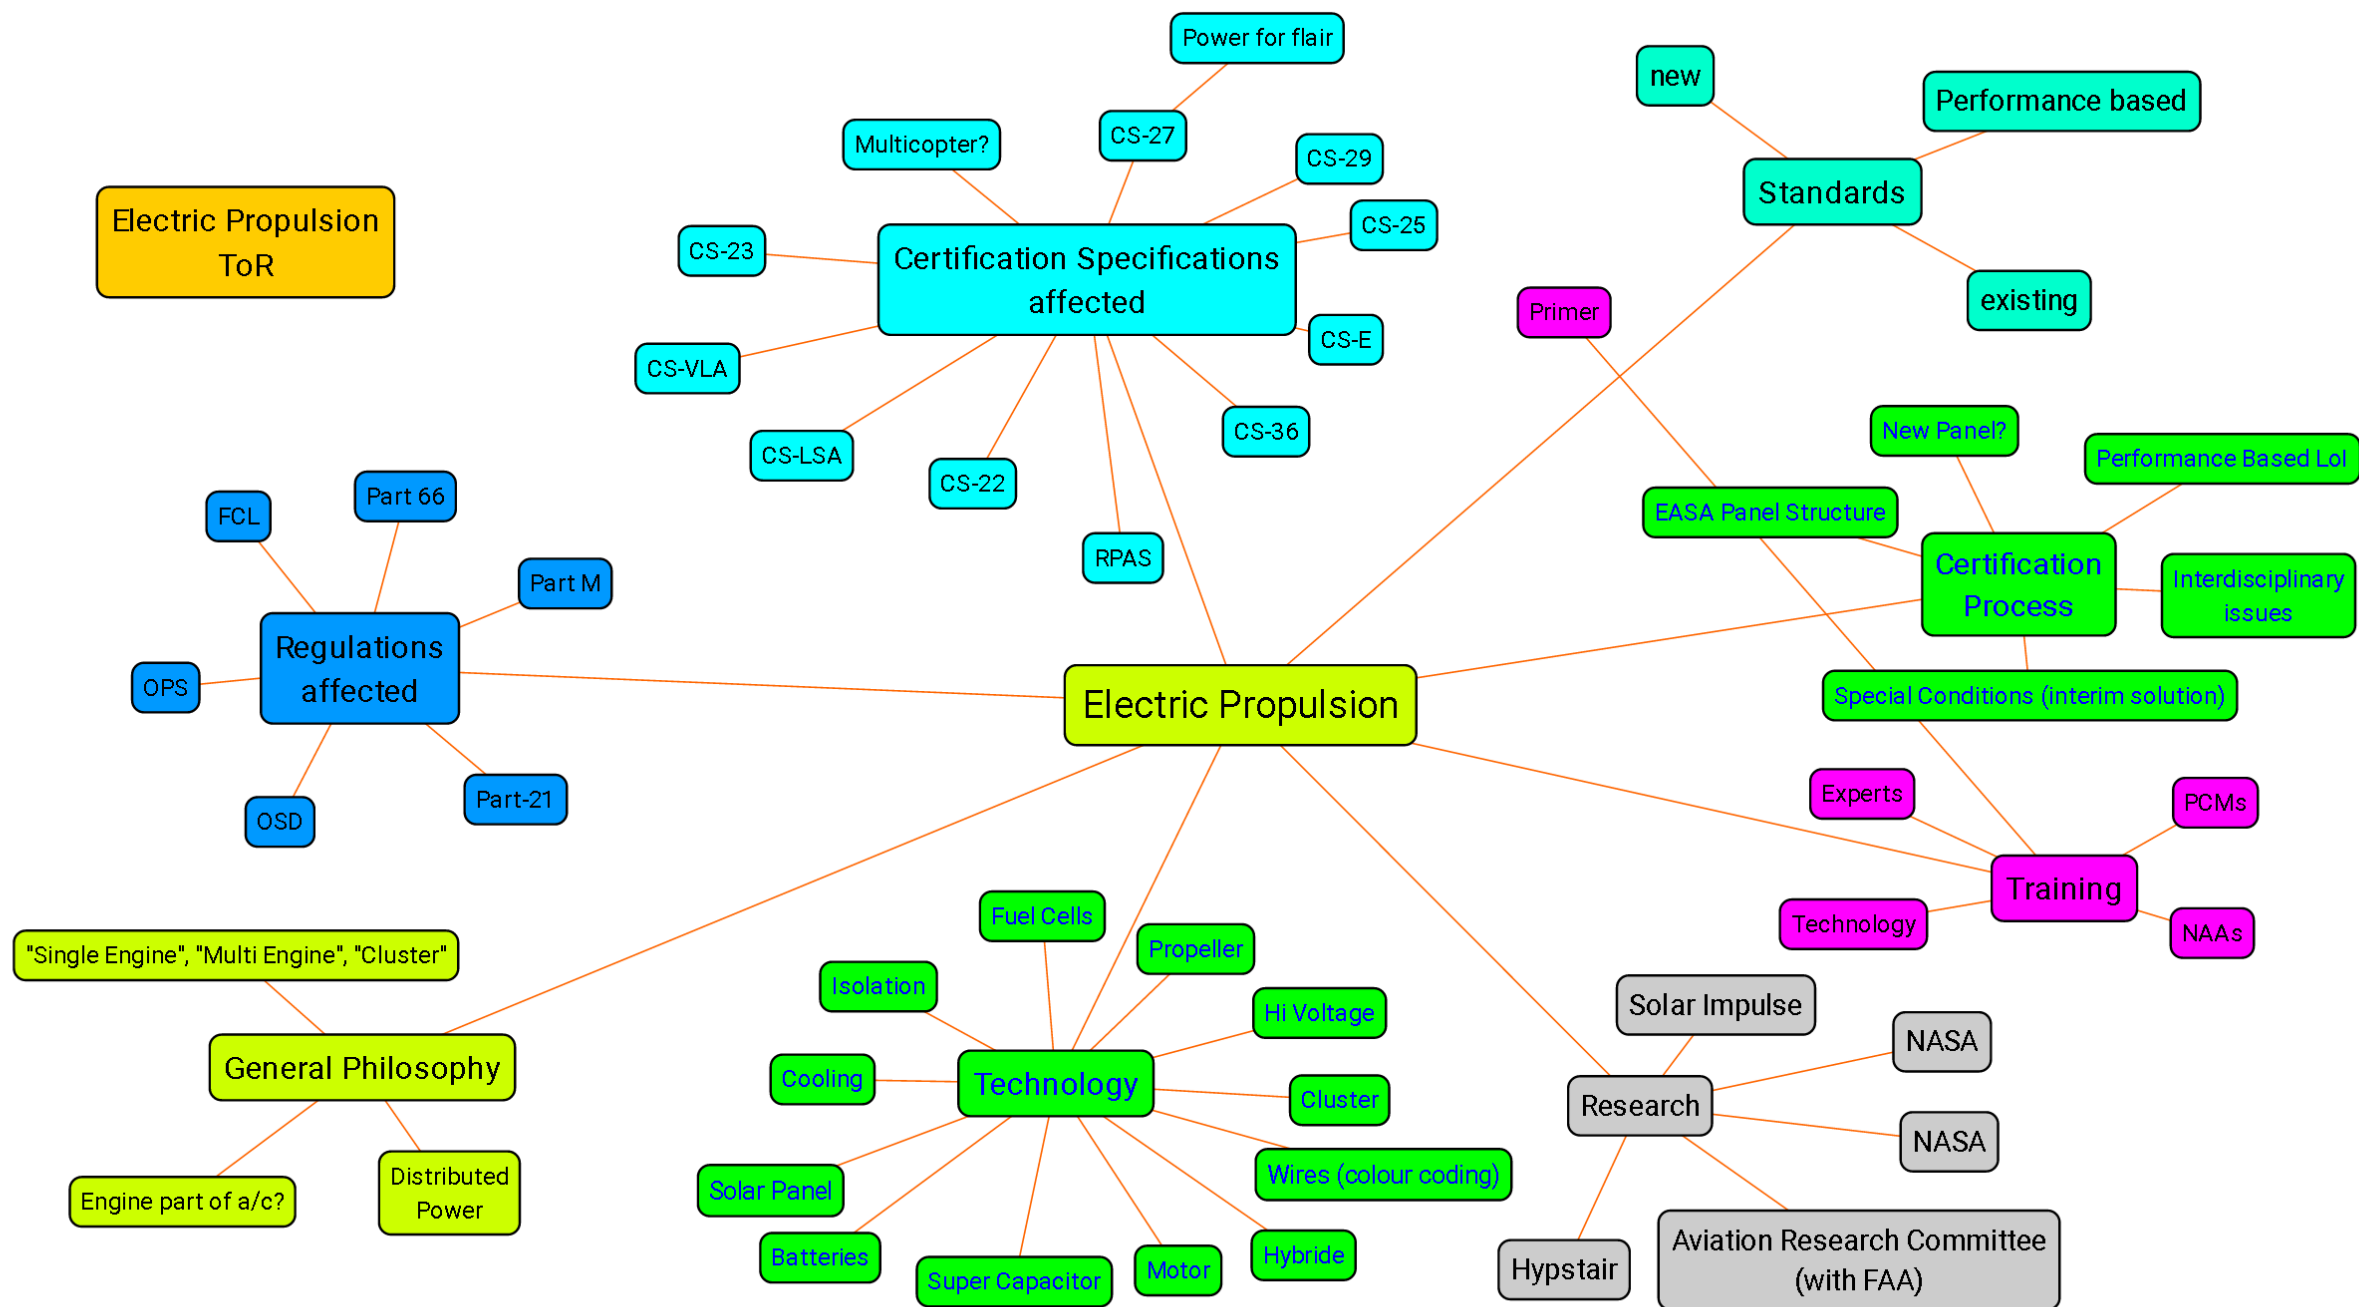 Power for flair
new
Performance based
CS-27
Multicopter?
CS-29
Standards
Electric Propulsion
ToR
CS-23
Certification Specifications
affected
CS-25
existing
Primer
CS-E
CS-VLA
CS-36
CS-LSA
CS-22
RPAS
New Panel?
Performance Based LoI
EASA Panel Structure
Certification
Process
Interdisciplinary
issues
Special Conditions (interim solution)
FCL
Part 66
Part M
Regulations
affected
OPS
OSD
Part-21
Electric Propulsion
Experts
PCMs
Training
Technology
NAAs
"Single Engine", "Multi Engine", "Cluster"
General Philosophy
Engine part of a/c?
Distributed
Power
Fuel Cells
Propeller
Isolation
Hi Voltage
Cooling
Technology
Cluster
Wires (colour coding)
Solar Panel
Batteries
Super Capacitor
Motor
Hybride
Solar Impulse
NASA
Research
NASA
Hypstair
Aviation Research Committee
(with FAA)